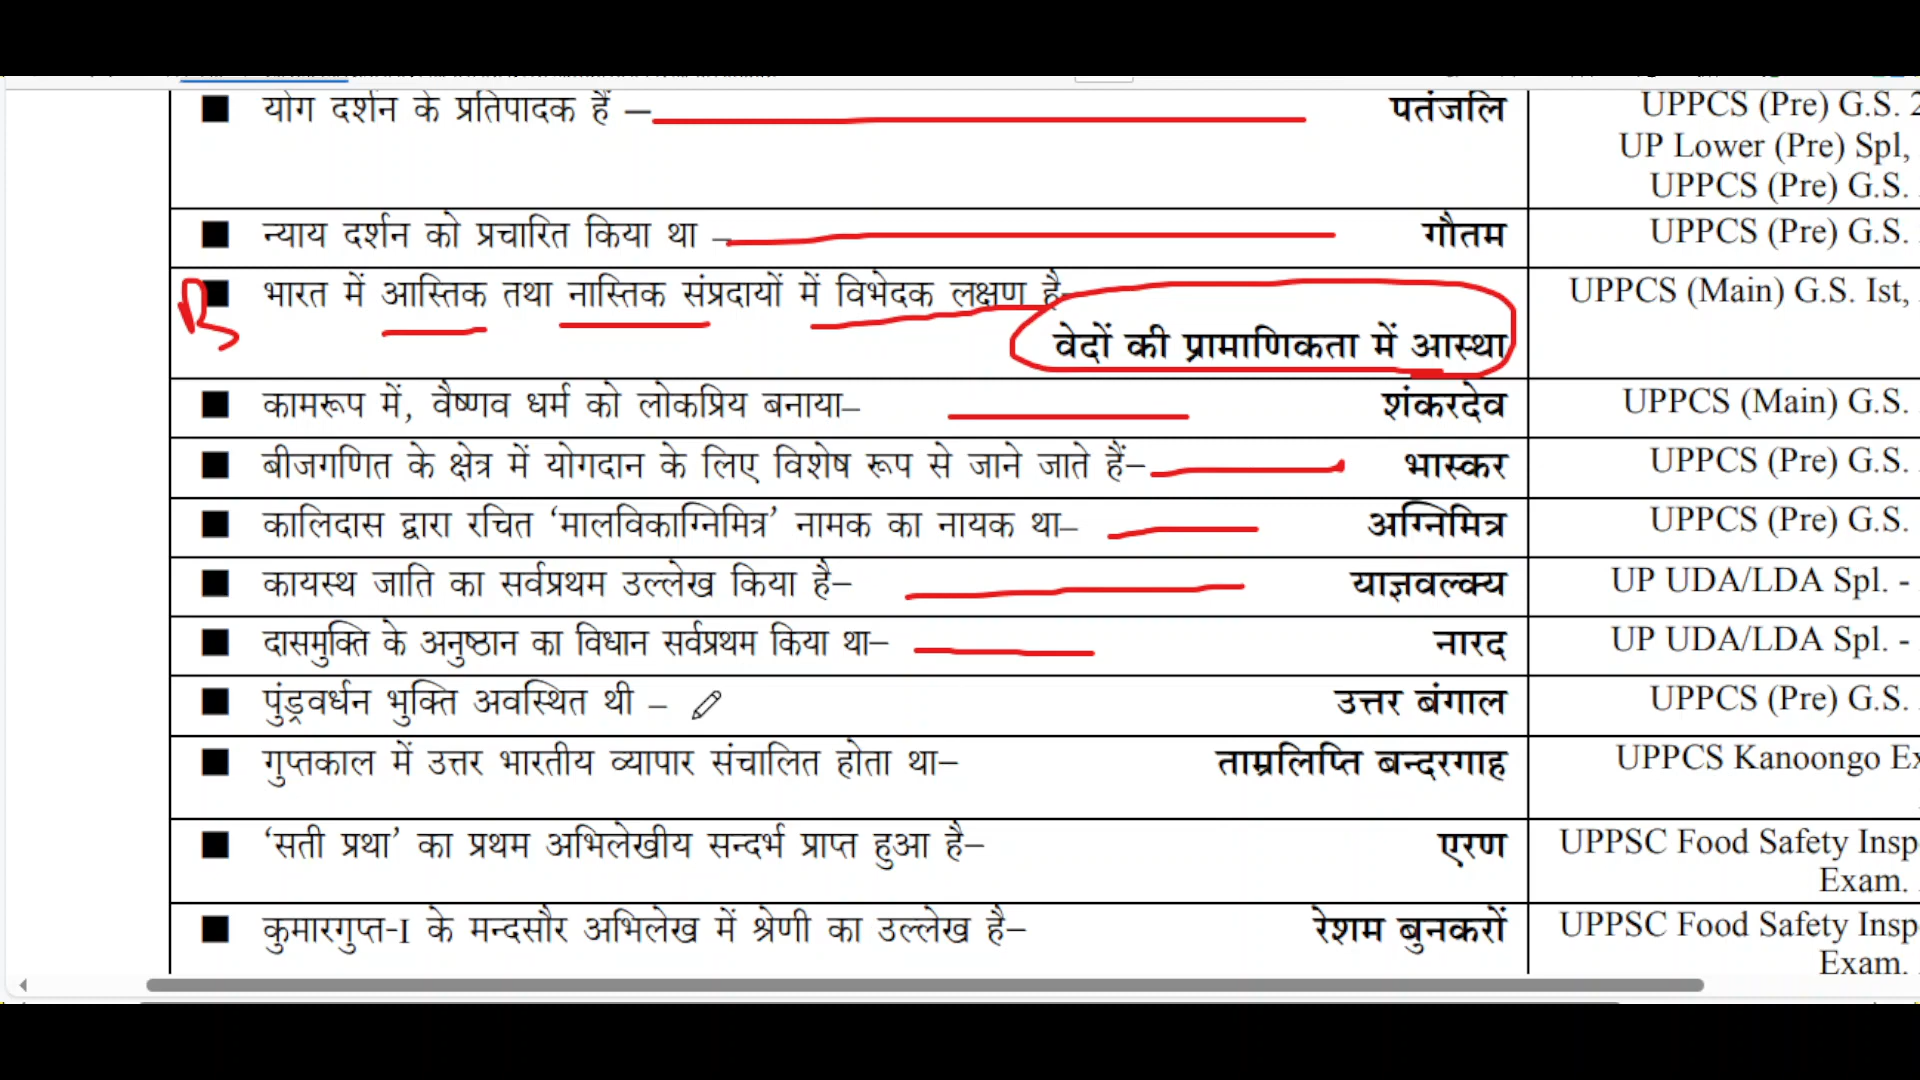 ■ योग दर्शन के प्रतिपादक हैं – पतंजलि UPPCS (Pre) G.S. 2
UP Lower (Pre) Spl,
UPPCS (Pre) G.S.
■ न्याय दर्शन को प्रचारित किया था – गौतम UPPCS (Pre) G.S.
■ भारत में आस्तिक तथा नास्तिक संप्रदायों में विभेदक लक्षण है– UPPCS (Main) G.S. Ist,
वेदों की प्रामाणिकता में आस्था
■ कामरूप में, वैष्णव धर्म को लोकप्रिय बनाया– शंकरदेव UPPCS (Main) G.S.
■ बीजगणित के क्षेत्र में योगदान के लिए विशेष रूप से जाने जाते हैं– भास्कर UPPCS (Pre) G.S.
■ कालिदास द्वारा रचित ‘मालविकाग्निमित्र’ नामक का नायक था– अग्निमित्र UPPCS (Pre) G.S.
■ कायस्थ जाति का सर्वप्रथम उल्लेख किया है– याज्ञवल्क्य UP UDA/LDA Spl. -
■ दासमुक्ति के अनुष्ठान का विधान सर्वप्रथम किया था– नारद UP UDA/LDA Spl. -
■ पुंड्रवर्धन भुक्ति अवस्थित थी – उत्तर बंगाल UPPCS (Pre) G.S.
■ गुप्तकाल में उत्तर भारतीय व्यापार संचालित होता था– ताम्रलिप्ति बन्दरगाह UPPCS Kanoongo Ex
■ ‘सती प्रथा’ का प्रथम अभिलेखीय सन्दर्भ प्राप्त हुआ है– एरण UPPSC Food Safety Insp
Exam.
■ कुमारगुप्त-I के मन्दसौर अभिलेख में श्रेणी का उल्लेख है– रेशम बुनकरों UPPSC Food Safety Insp
Exam.